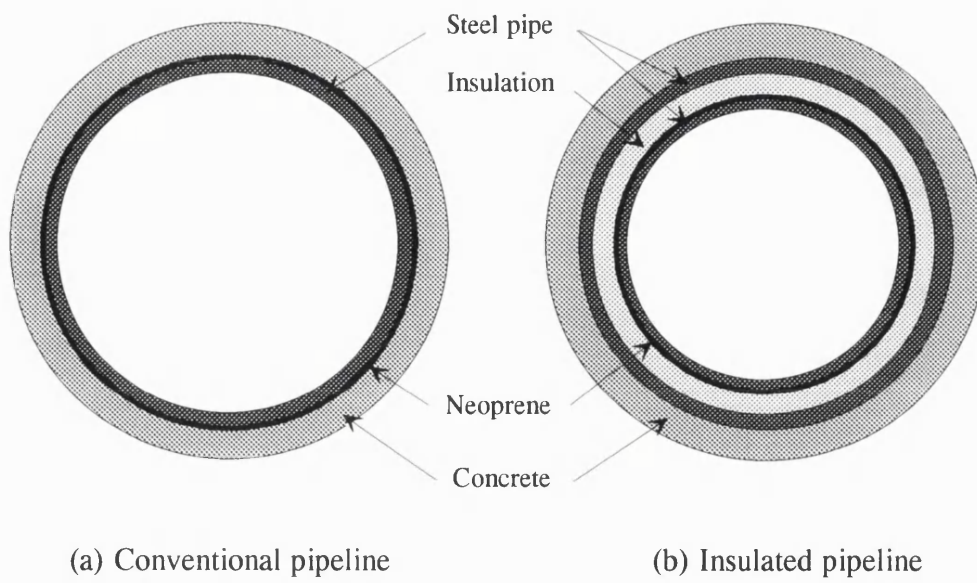 Steel pipe
Insulation
Neoprene
Concrete
(a) Conventional pipeline
(b) Insulated pipeline